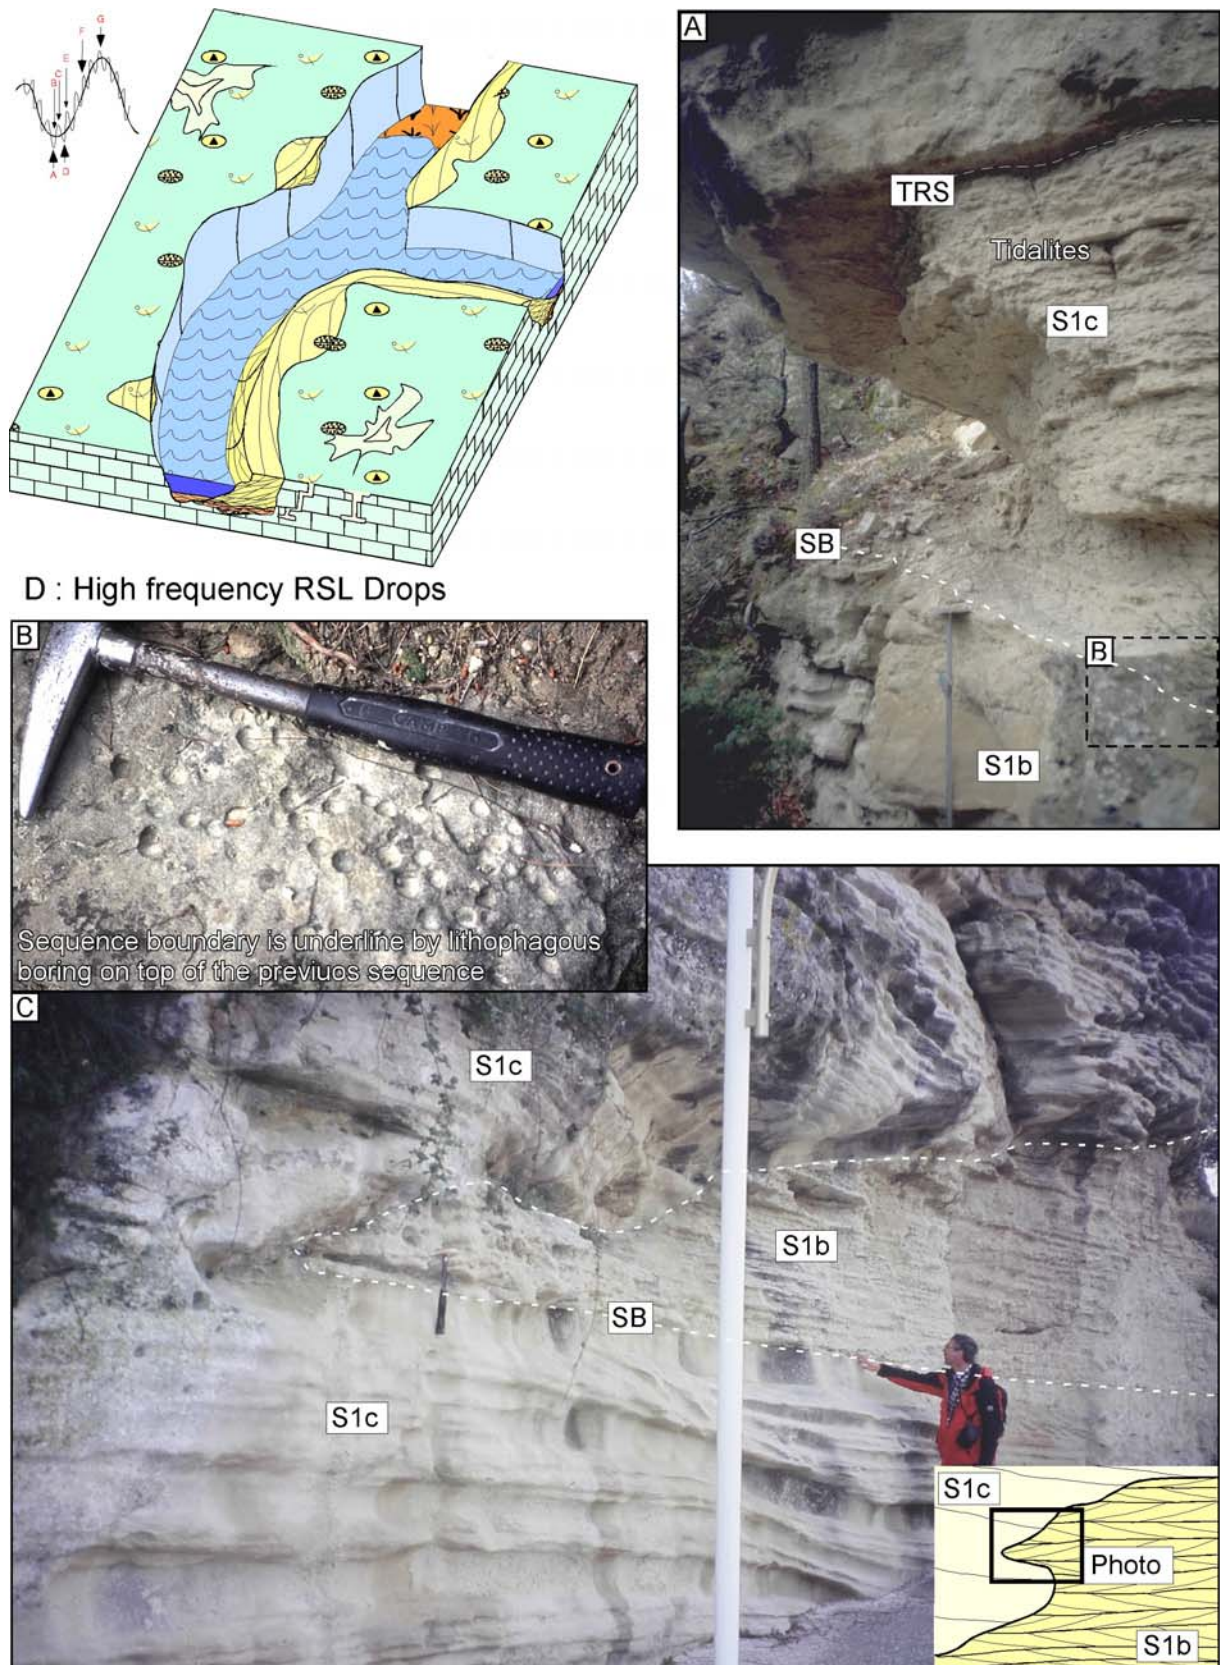 G
F
E
C
B
A
D
D : High frequency RSL Drops
A
TRS
Tidalites
S1c
SB
B
S1b
B
CAMP
Sequence boundary is underline by lithophagous
boring on top of the previuos sequence
C
S1c
S1b
SB
S1c
S1c
Photo
S1b